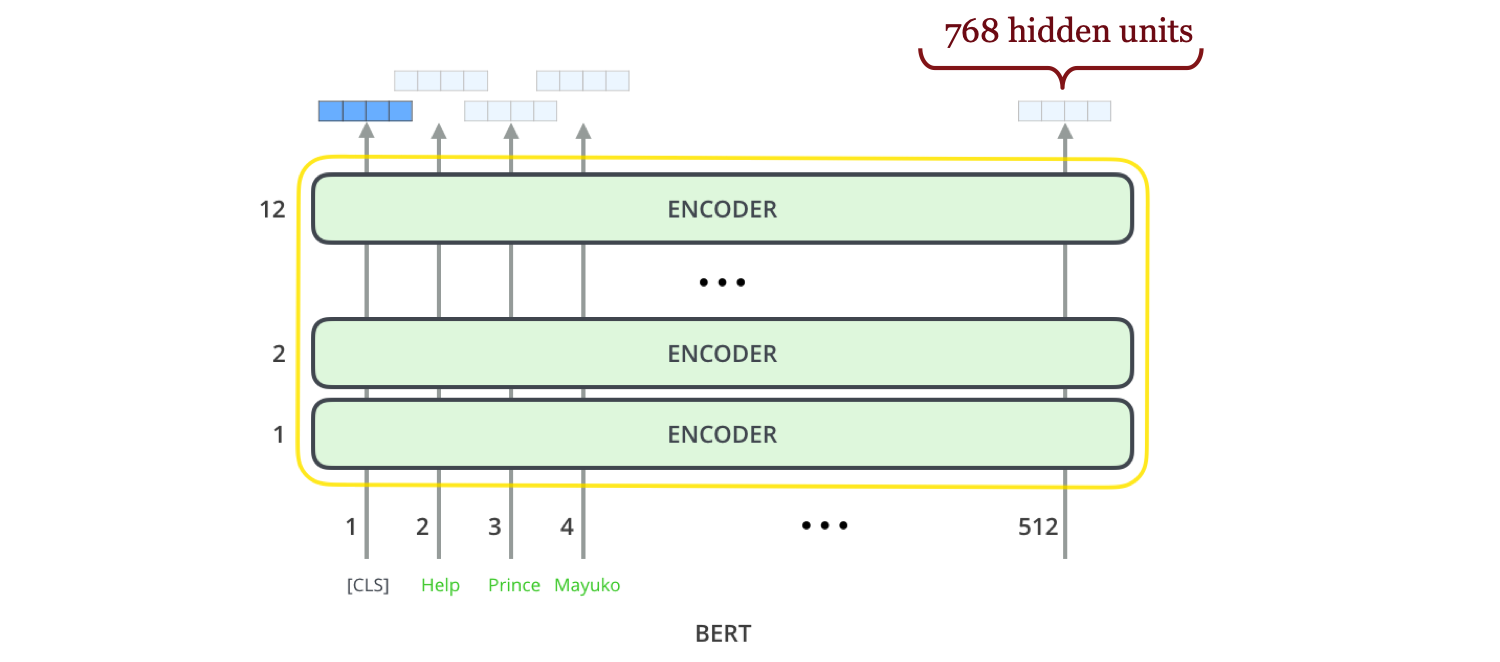 768 hidden units
12 ENCODER
• • •
2 ENCODER
1 ENCODER
1 2 3 4 • • • 512
[CLS] Help Prince Mayuko
BERT